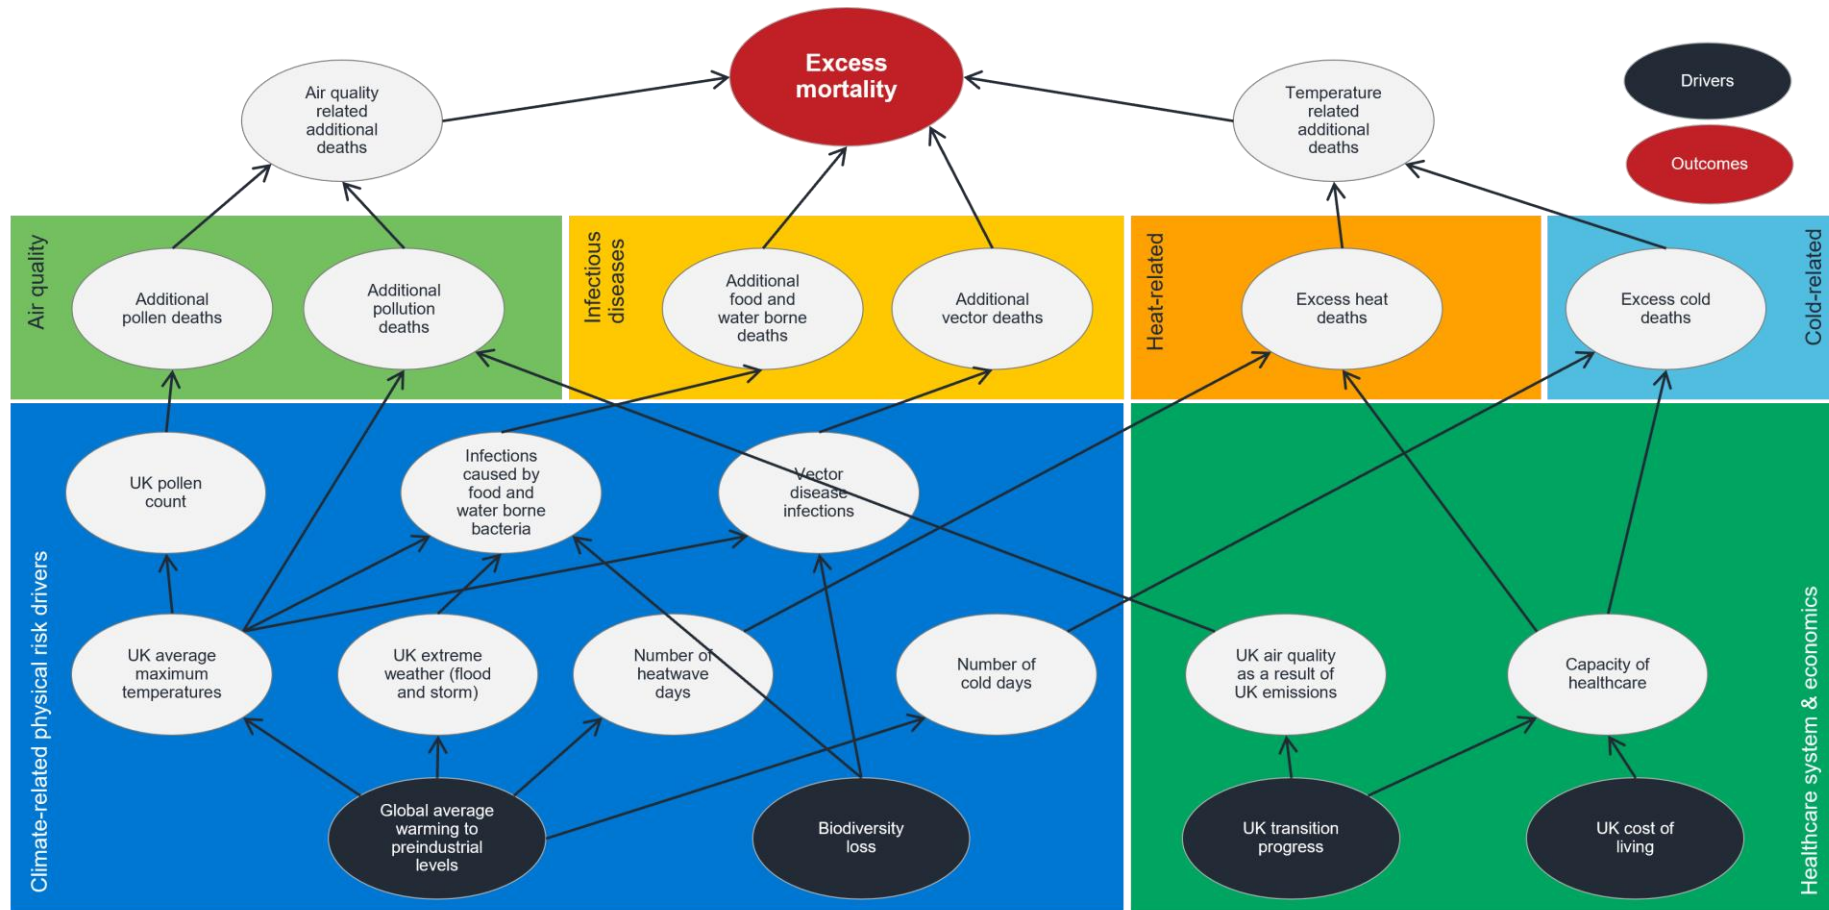 Excess
mortality
Air quality
related
additional
deaths
Temperature
related
additional
deaths
Drivers
Outcomes
Air quality
Additional
pollen deaths
Additional
pollution
deaths
Infectious
diseases
Additional
food and
water borne
deaths
Additional
vector deaths
Heat-related
Excess heat
deaths
Excess cold
deaths
Cold-related
Climate-related physical risk drivers
UK pollen
count
Infections
caused by
food and
water borne
bacteria
Vector
disease
infections
UK average
maximum
temperatures
UK extreme
weather (flood
and storm)
Number of
heatwave
days
Number of
cold days
UK air quality
as a result of
UK emissions
Capacity of
healthcare
Global average
warming to
preindustrial
levels
Biodiversity
loss
UK transition
progress
UK cost of
living
Healthcare system & economics